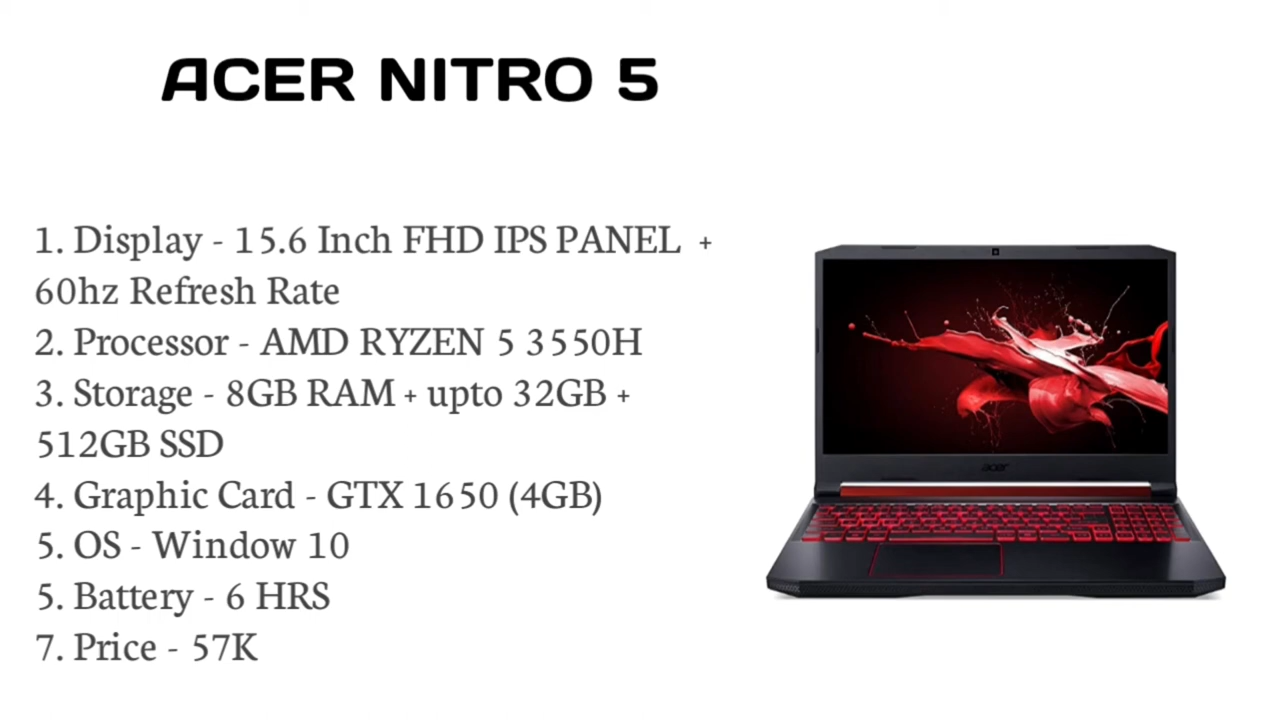 ACER NITRO 5
1. Display - 15.6 Inch FHD IPS PANEL +
60hz Refresh Rate
2. Processor - AMD RYZEN 5 3550H
3. Storage - 8GB RAM + upto 32GB +
512GB SSD
4. Graphic Card - GTX 1650 (4GB)
5. OS - Window 10
5. Battery - 6 HRS
7. Price - 57K
acer